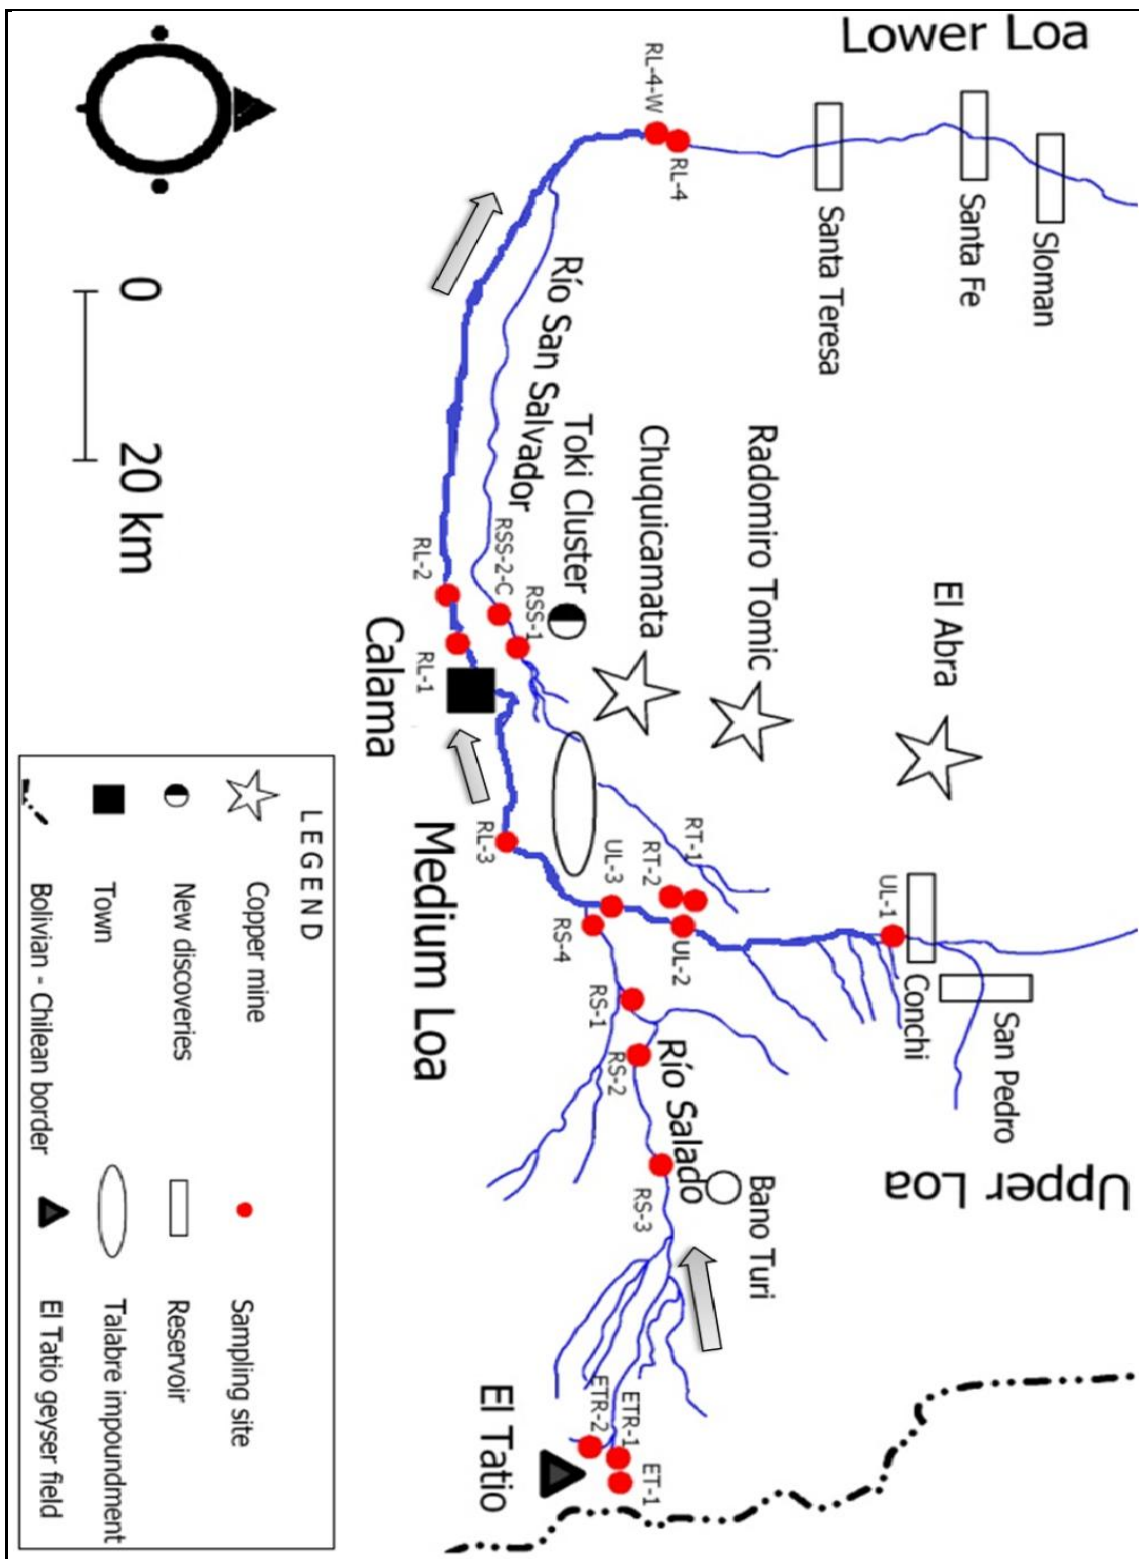 Lower Loa
RL-4-W
RL-4
Santa Teresa
Santa Fe
Sloman
0
20 km
Río San Salvador
Toki Cluster
Chuquicamata
Radomiro Tomic
El Abra
RSS-2-C
RSS-1
RL-2
RL-1
Calama
RL-3
Medium Loa
UL-3
RT-2
RT-1
UL-1
UL-2
RS-4
Conchi
San Pedro
RS-1
RS-2
Río Salado
RS-3
Bano Turi
Upper Loa
ETR-2
ETR-1
ET-1
El Tatio
LEGEND
Copper mine
Sampling site
New discoveries
Reservoir
Town
Talabre impoundment
Bolivian - Chilean border
El Tatio geyser field